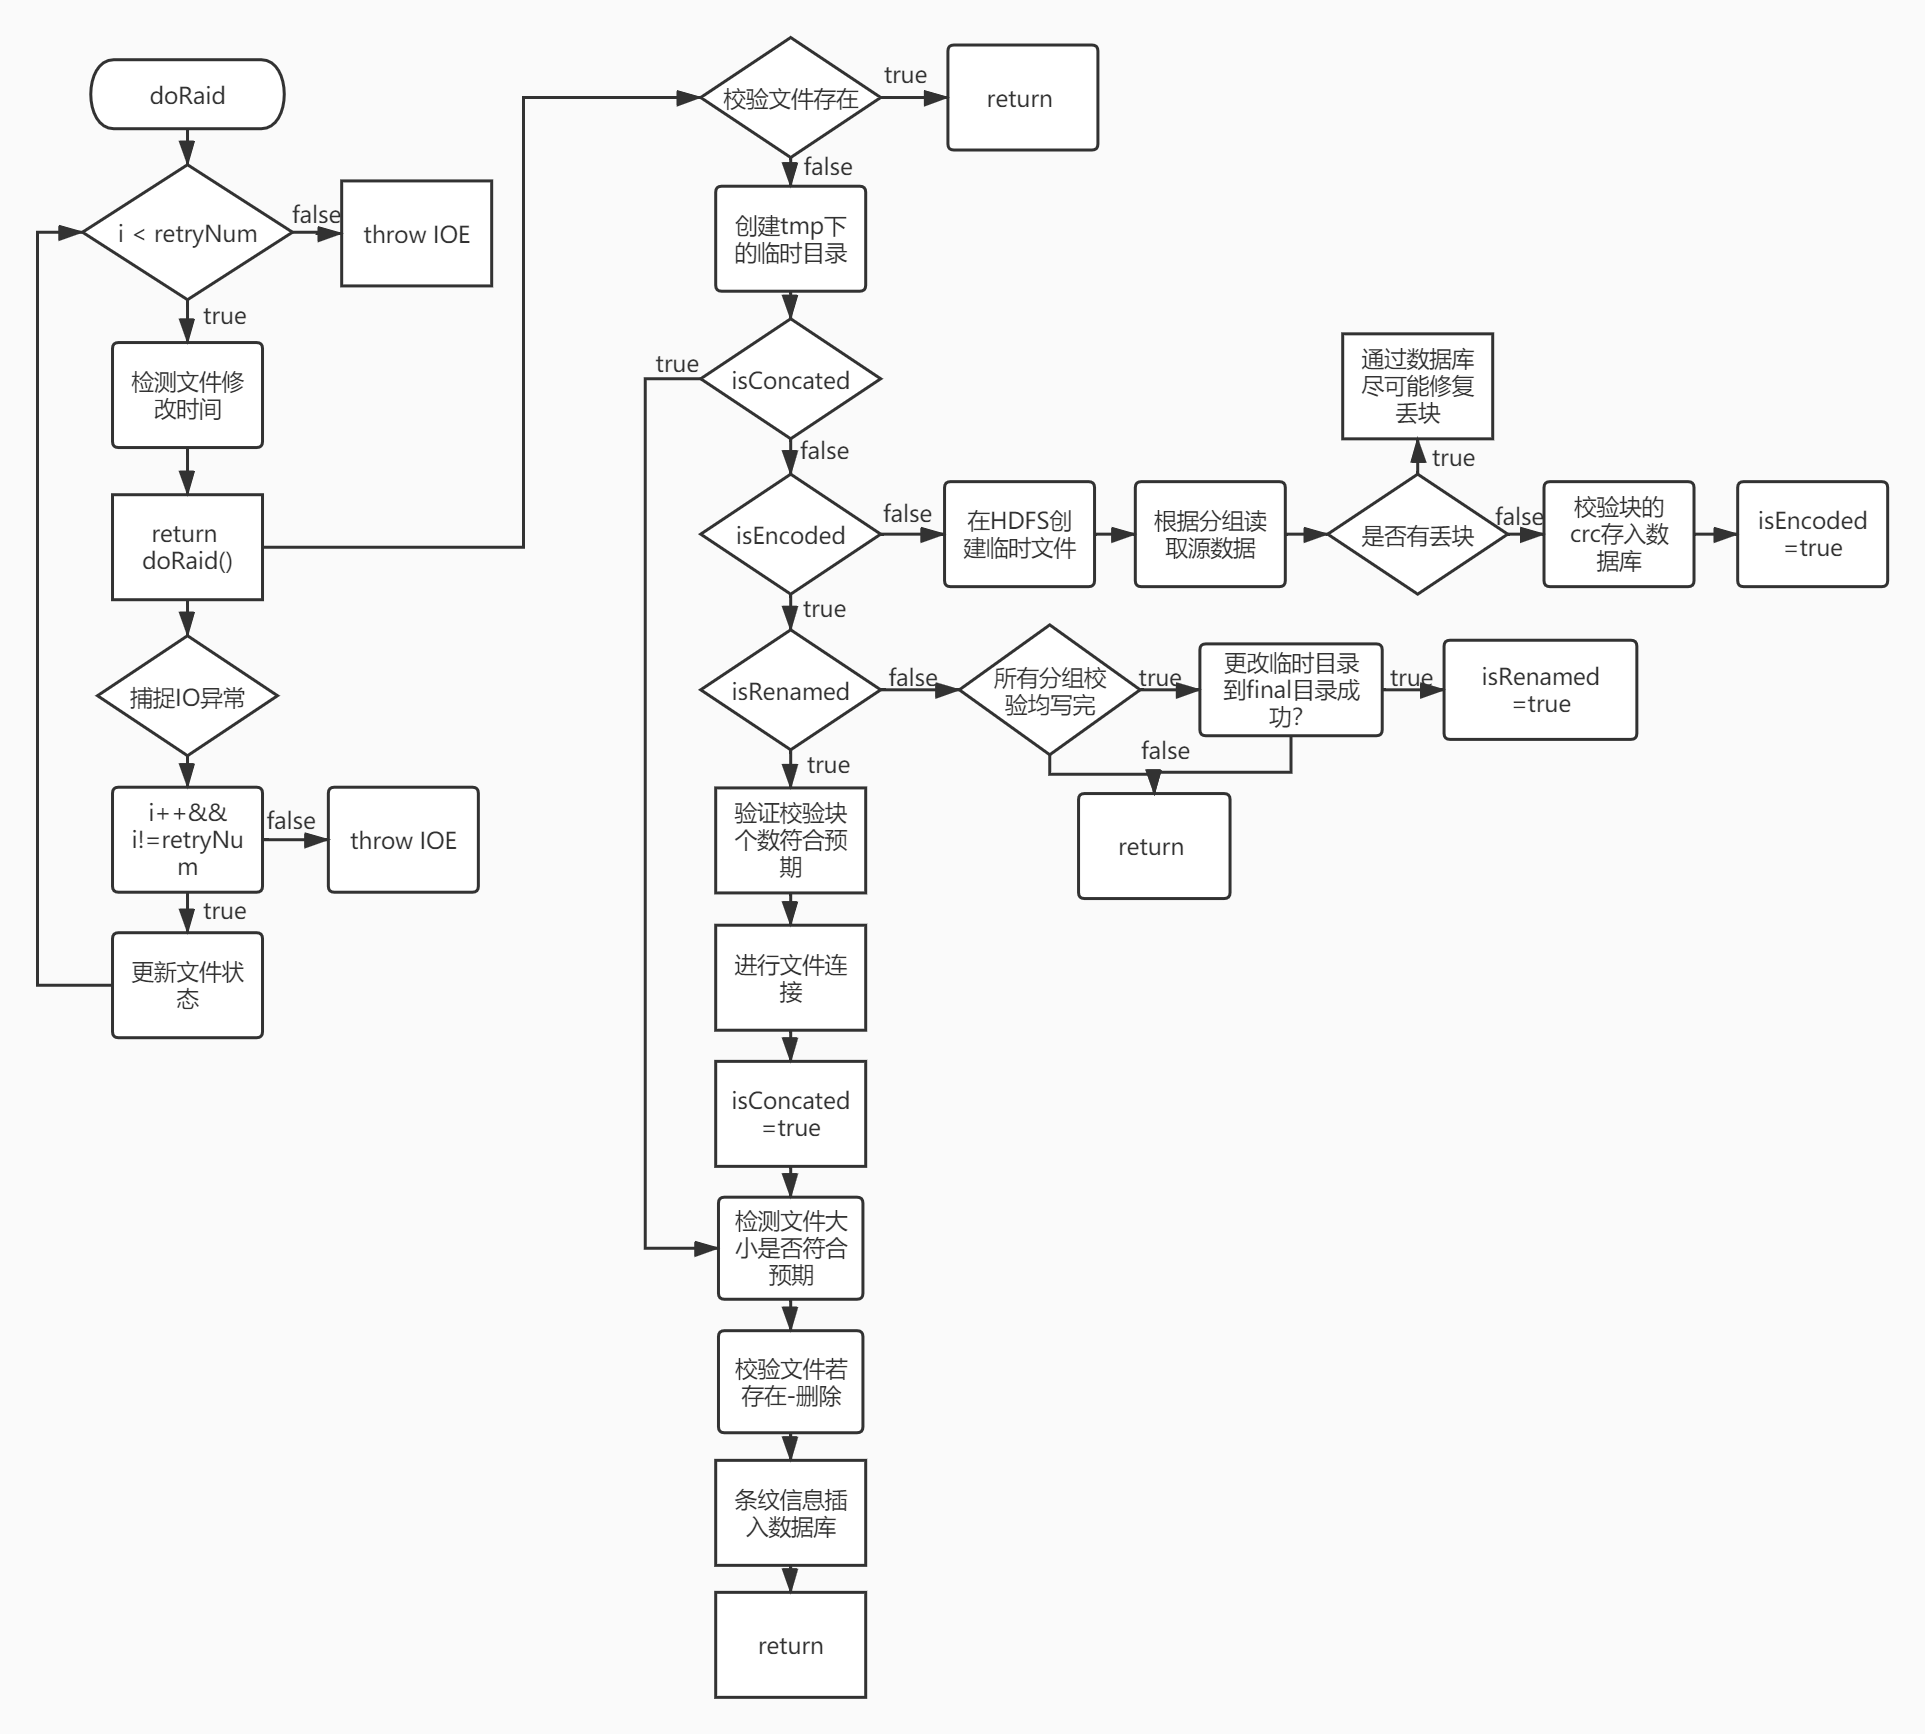 doRaid
i < retryNum
false
throw IOE
true
检测文件修
改时间
return
doRaid()
捕捉IO异常
i++&&
i!=retryNu
m
false
throw IOE
true
更新文件状
态
校验文件存在
true
return
false
创建tmp下
的临时目录
true
isConcated
false
isEncoded
false
在HDFS创
建临时文件
根据分组读
取源数据
是否有丢块
true
通过数据库
尽可能修复
丢块
false
校验块的
crc存入数
据库
isEncoded
=true
true
isRenamed
false
所有分组校
验均写完
true
更改临时目录
到final目录成
功?
true
isRenamed
=true
false
return
true
验证校验块
个数符合预
期
进行文件连
接
isConcated
=true
检测文件大
小是否符合
预期
校验文件若
存在-删除
条纹信息插
入数据库
return